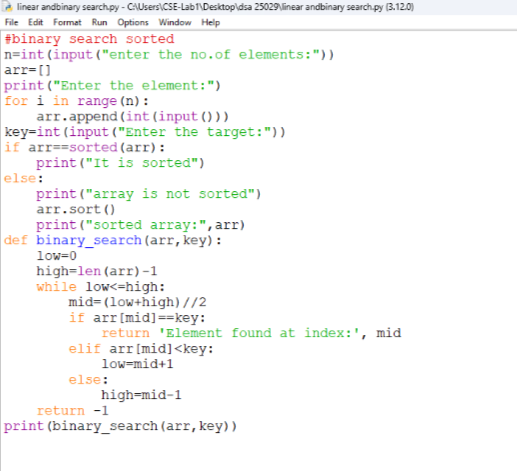 linear andbinary search.py - C:\Users\CSE-Lab1\Desktop\dsa 25029\linear andbinary search.py (3.12.0)
File Edit Format Run Options Window Help
#binary search sorted
n=int(input("enter the no.of elements:"))
arr=[]
print("Enter the element:")
for i in range(n):
    arr.append(int(input()))
key=int(input("Enter the target:"))
if arr==sorted(arr):
    print("It is sorted")
else:
    print("array is not sorted")
    arr.sort()
    print("sorted array:",arr)
def binary_search(arr,key):
    low=0
    high=len(arr)-1
    while low<=high:
        mid=(low+high)//2
        if arr[mid]==key:
            return 'Element found at index:', mid
        elif arr[mid]<key:
            low=mid+1
        else:
            high=mid-1
    return -1
print(binary_search(arr,key))